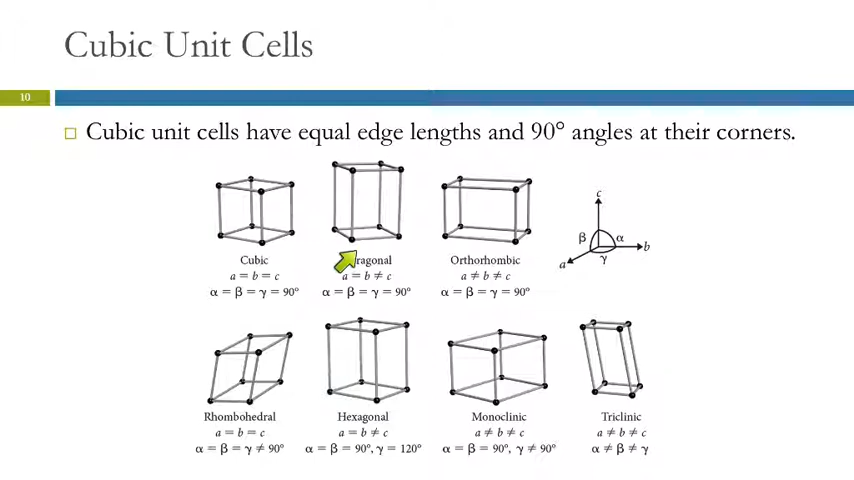 Cubic Unit Cells
10
Cubic unit cells have equal edge lengths and 90° angles at their corners.
c
β α
b
a
γ
Cubic
a = b = c
α = β = γ = 90°
ragonal
a = b ≠ c
α = β = γ = 90°
Orthorhombic
a ≠ b ≠ c
α = β = γ = 90°
Rhombohedral
a = b = c
α = β = γ ≠ 90°
Hexagonal
a = b ≠ c
α = β = 90°, γ = 120°
Monoclinic
a ≠ b ≠ c
α = β = 90°, γ ≠ 90°
Triclinic
a ≠ b ≠ c
α ≠ β ≠ γ